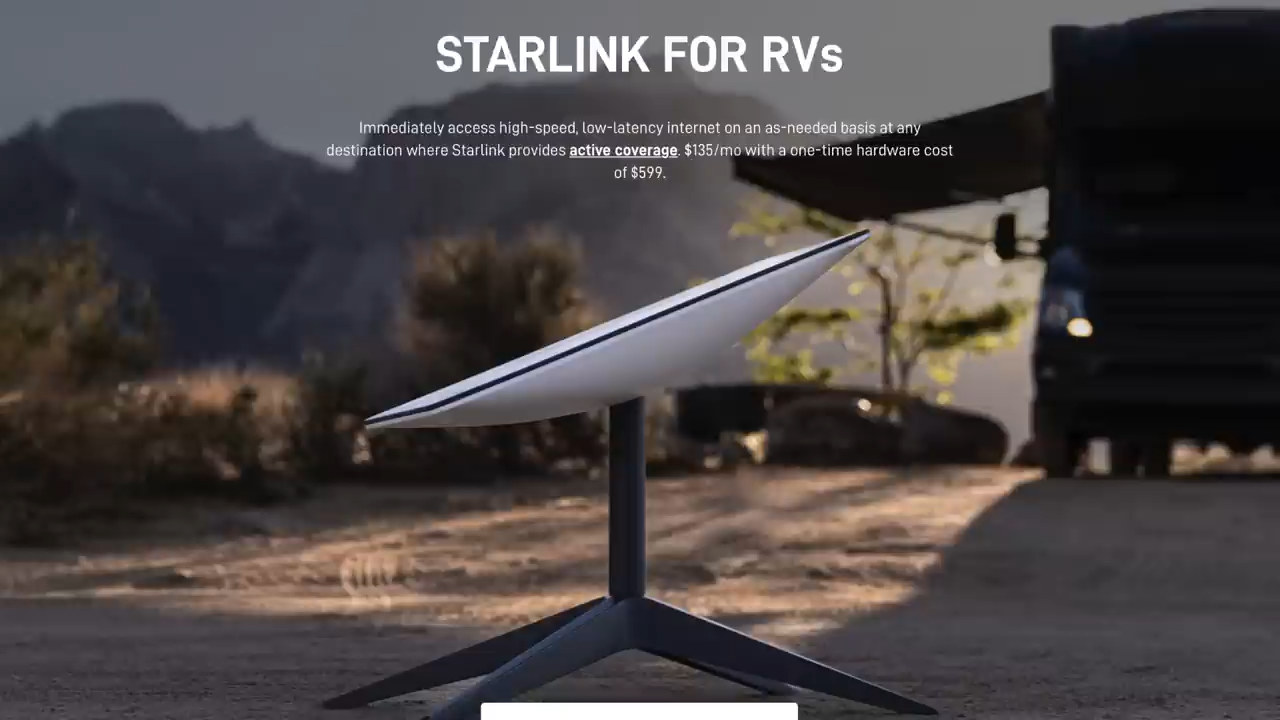 STARLINK FOR RVs
Immediately access high-speed, low-latency internet on an as-needed basis at any
destination where Starlink provides active coverage. $135/mo with a one-time hardware cost
of $599.